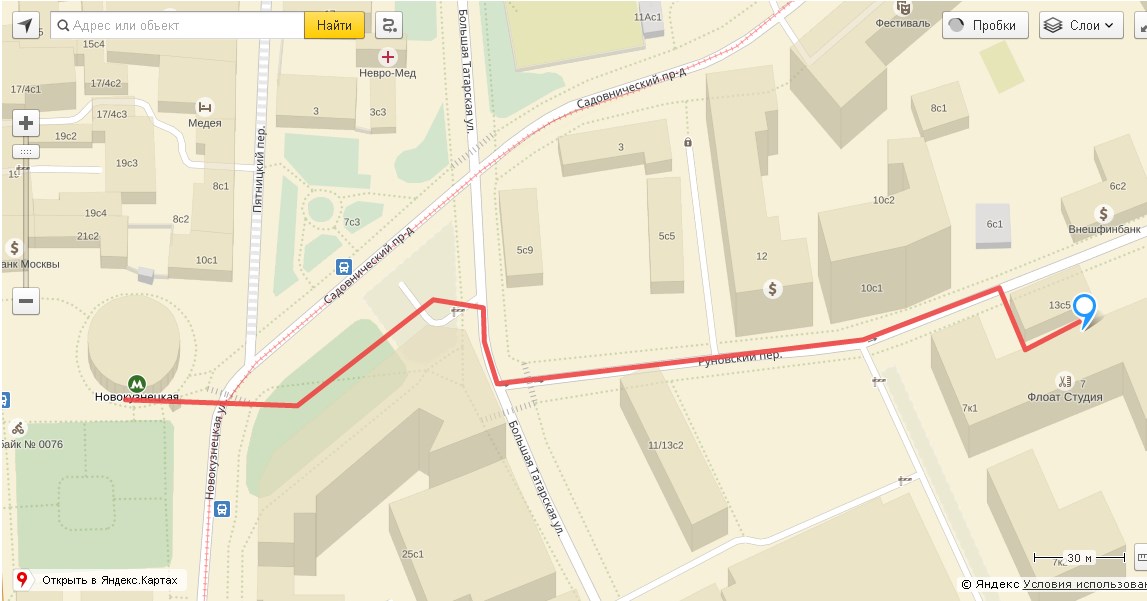 Адрес или объект
Найти
Пробки
Слои
15с4
17/4с1
17/4с2
17/4с3
19с2
19с3
19с4
21с2
8с1
8с2
10с1
Медея
Невро-Мед
3
3с3
Пятницкий пер.
Большая Татарская ул.
11Ас1
Фестиваль
Садовнический пр-д
3
8с1
7с3
Садовнический пр-д
5с9
5с5
12
10с2
10с1
6с1
6с2
Внешфинбанк
13с5
анк Москвы
Новокузнецкая
байк № 0076
Новокузнецкая ул.
Руновский пер.
Большая Татарская ул.
11/13с2
25с1
7к1
7
Флоат Студия
30 м
Открыть в Яндекс.Картах
© Яндекс Условия использован